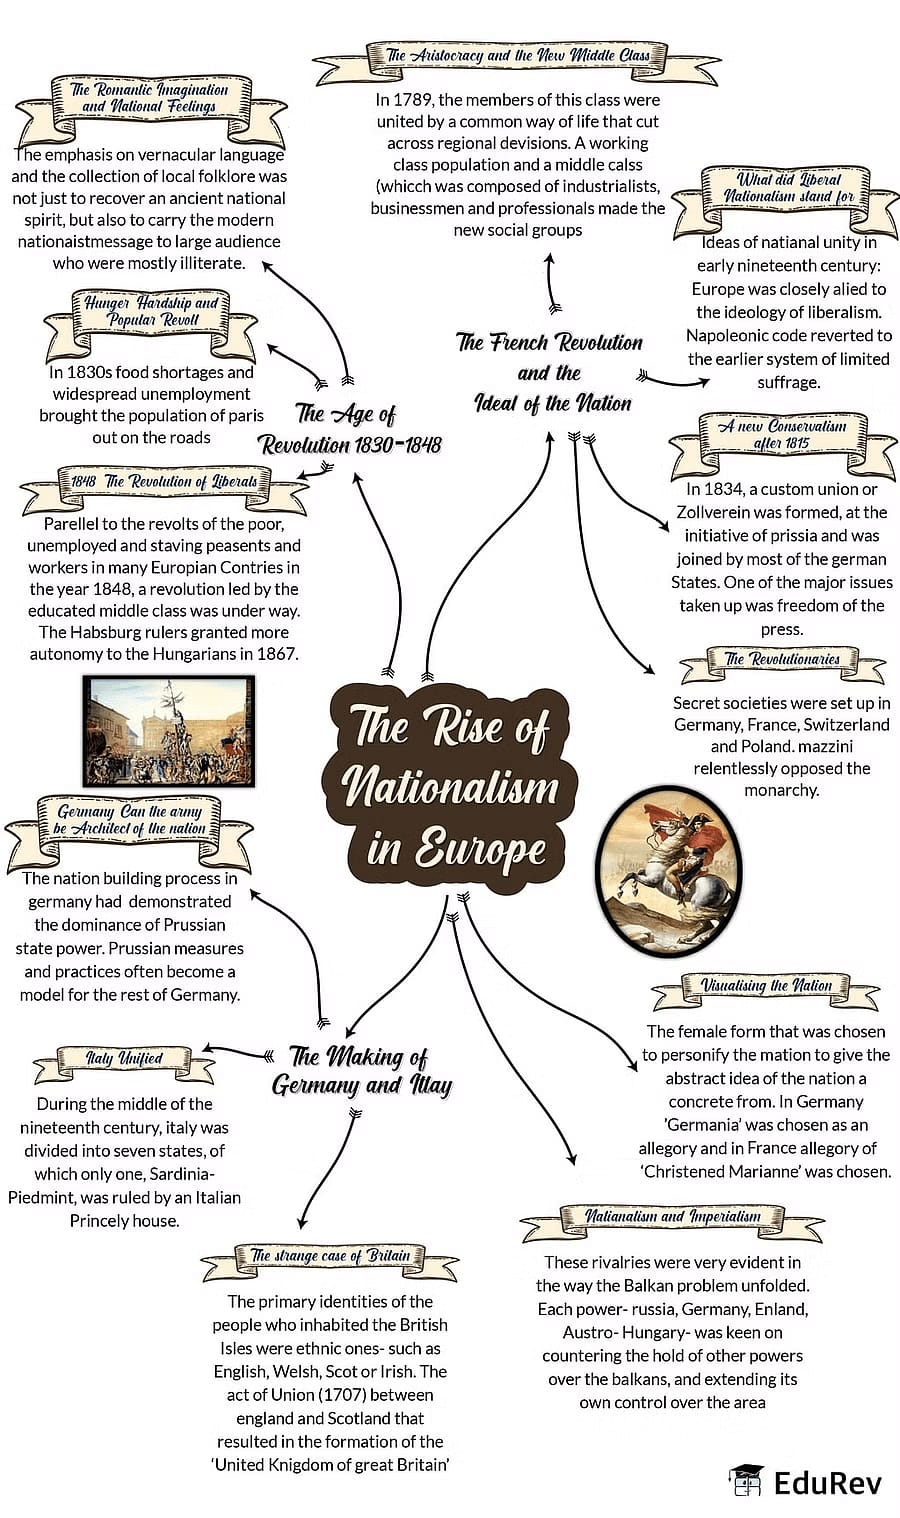 The Aristocracy and the New Middle Class
In 1789, the members of this class were
united by a common way of life that cut
across regional devisions. A working
class population and a middle calss
(whicch was composed of industrialists,
businessmen and professionals made the
new social groups
The Romantic Imagination
and National Feelings
The emphasis on vernacular language
and the collection of local folklore was
not just to recover an ancient national
spirit, but also to carry the modern
nationaistmessage to large audience
who were mostly illiterate.
What did Liberal
Nationalism stand for
Ideas of natianal unity in
early nineteenth century:
Europe was closely alied to
the ideology of liberalism.
Napoleonic code reverted to
the earlier system of limited
suffrage.
Hunger Hardship and
Popular Revoll
In 1830s food shortages and
widespread unemployment
brought the population of paris
out on the roads
The French Revolution
and the
Ideal of the Nation
The Age of
Revolution 1830-1848
A new Conservalism
after 1815
In 1834, a custom union or
Zollverein was formed, at the
initiative of prissia and was
joined by most of the german
States. One of the major issues
taken up was freedom of the
press.
1848 The Revolution of Liberals
Parellel to the revolts of the poor,
unemployed and staving peasents and
workers in many Europian Contries in
the year 1848, a revolution led by the
educated middle class was under way.
The Habsburg rulers granted more
autonomy to the Hungarians in 1867.
The Revolutionaries
Secret societies were set up in
Germany, France, Switzerland
and Poland. mazzini
relentlessly opposed the
monarchy.
The Rise of
Nationalism
in Europe
Germany Can the army
be Architect of the nation
The nation building process in
germany had demonstrated
the dominance of Prussian
state power. Prussian measures
and practices often become a
model for the rest of Germany.
Visualising the Nation
The female form that was chosen
to personify the mation to give the
abstract idea of the nation a
concrete from. In Germany
'Germania' was chosen as an
allegory and in France allegory of
'Christened Marianne' was chosen.
The Making of
Germany and Itlay
Italy Unified
During the middle of the
nineteenth century, italy was
divided into seven states, of
which only one, Sardinia-
Piedmint, was ruled by an Italian
Princely house.
Natianalism and Imperialism
These rivalries were very evident in
the way the Balkan problem unfolded.
Each power- russia, Germany, Enland,
Austro- Hungary- was keen on
countering the hold of other powers
over the balkans, and extending its
own control over the area
The strange case of Britain
The primary identities of the
people who inhabited the British
Isles were ethnic ones- such as
English, Welsh, Scot or Irish. The
act of Union (1707) between
england and Scotland that
resulted in the formation of the
'United Knigdom of great Britain'
EduRev